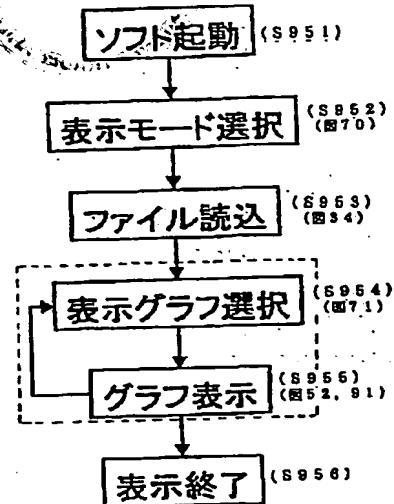 ソフト起動 (S951)
表示モード選択 (S952)
(図70)
ファイル読込 (S953)
(図34)
表示グラフ選択 (S954)
(図71)
グラフ表示 (S955)
(図52, 91)
表示終了 (S956)